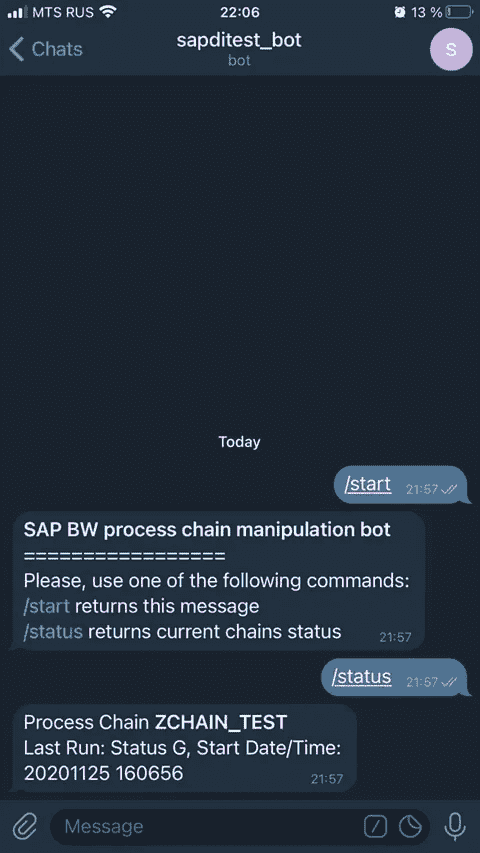 MTS RUS 22:06 13 %
Chats sapditest_bot S
bot
Today
/start 21:57
SAP BW process chain manipulation bot
=================
Please, use one of the following commands:
/start returns this message
/status returns current chains status 21:57
/status 21:57
Process Chain ZCHAIN_TEST
Last Run: Status G, Start Date/Time:
20201125 160656 21:57
Message